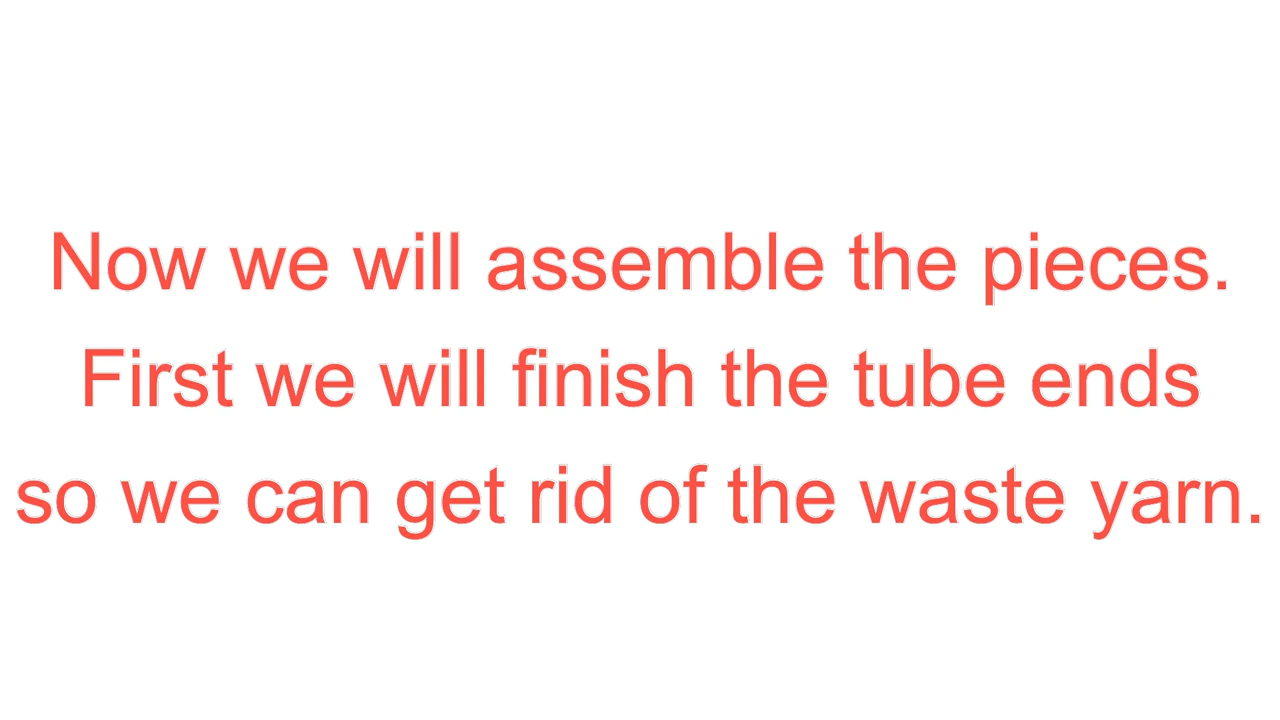 Now we will assemble the pieces.
First we will finish the tube ends
so we can get rid of the waste yarn.